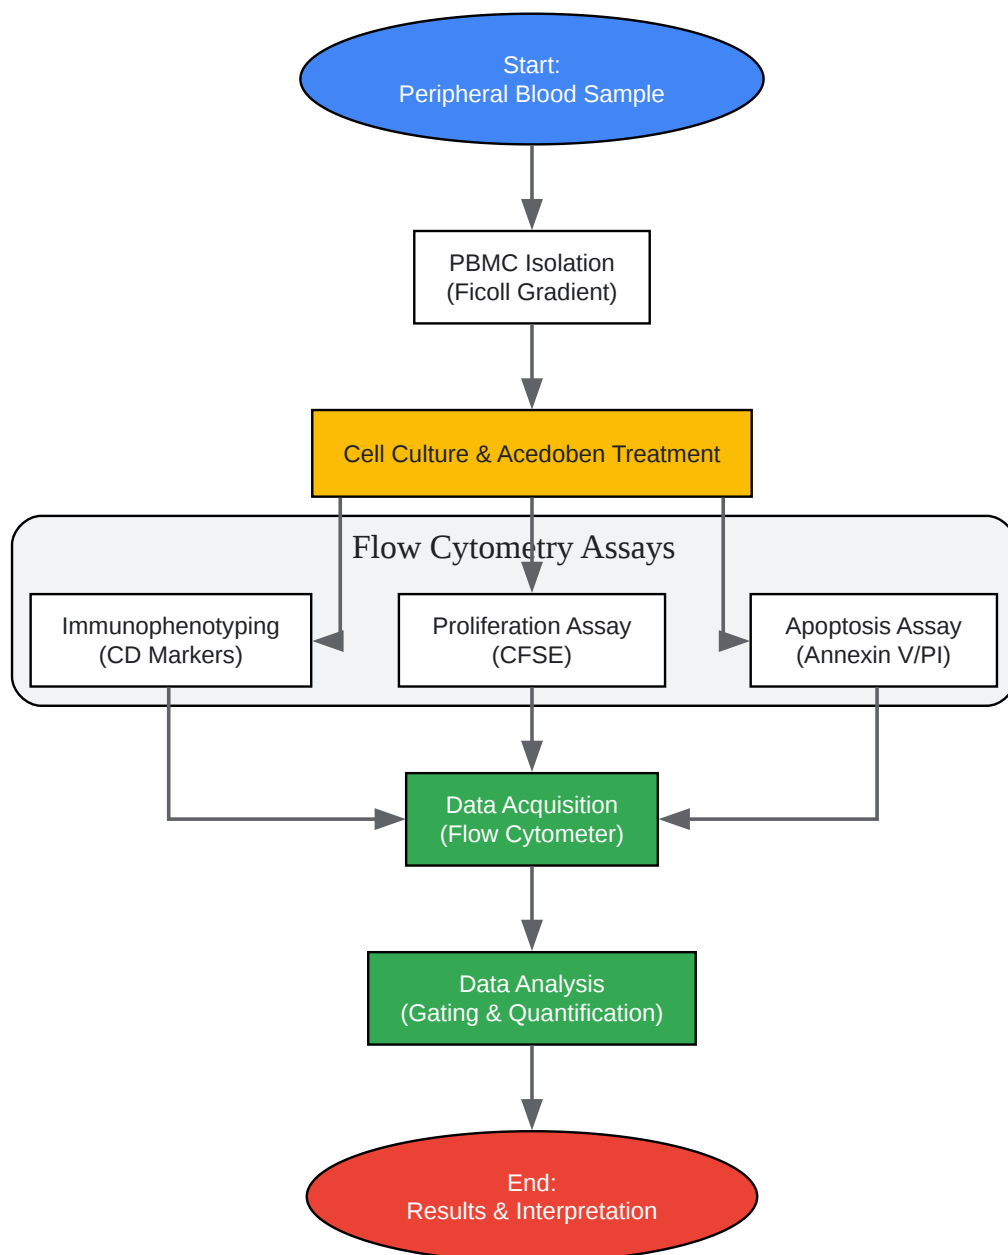 Start:
Peripheral Blood Sample
PBMC Isolation
(Ficoll Gradient)
Cell Culture & Acedoben Treatment
Flow Cytometry Assays
Immunophenotyping
(CD Markers)
Proliferation Assay
(CFSE)
Apoptosis Assay
(Annexin V/PI)
Data Acquisition
(Flow Cytometer)
Data Analysis
(Gating & Quantification)
End:
Results & Interpretation